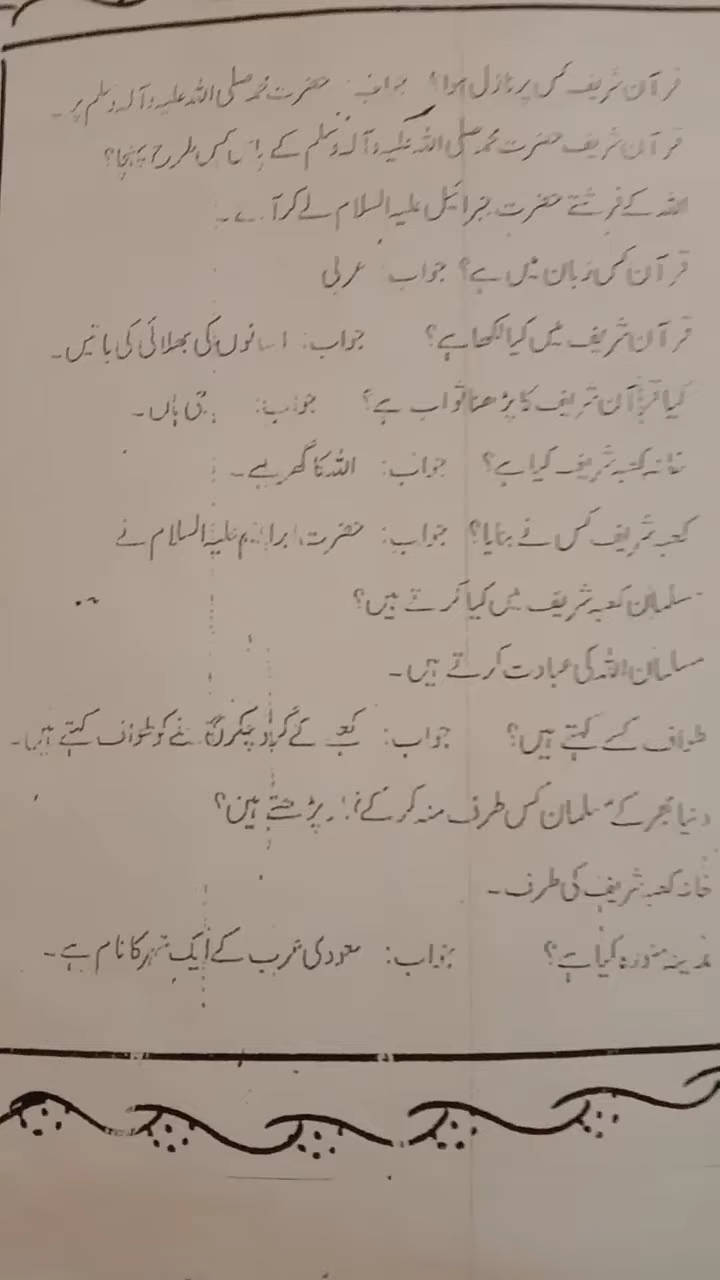 قرآن شریف کس پر نازل ہوا؟ جواب: حضرت محمد صلی اللہ علیہ وآلہ وسلم پر۔
قرآن شریف حضرت محمد صلی اللہ علیہ وآلہ وسلم کے پاس کس طرح پہنچا؟
اللہ کے فرشتے حضرت جبرائیل علیہ السلام لے کر آئے۔
قرآن کس زبان میں ہے؟ جواب: عربی
قرآن شریف میں کیا لکھا ہے؟ جواب: انسانوں کی بھلائی کی باتیں۔
کیا قرآن شریف کا پڑھنا ثواب ہے؟ جواب: جی ہاں۔
خانہ کعبہ شریف کیا ہے؟ جواب: اللہ کا گھر ہے۔
کعبہ شریف کس نے بنایا؟ جواب: حضرت ابراہیم علیہ السلام نے
مسلمان کعبہ شریف میں کیا کرتے ہیں؟
مسلمان اللہ کی عبادت کرتے ہیں۔
طواف کسے کہتے ہیں؟ جواب: کعبہ کے گرد چکر لگانے کو طواف کہتے ہیں۔
دنیا بھر کے مسلمان کس طرف منہ کر کے نماز پڑھتے ہیں؟
خانہ کعبہ شریف کی طرف۔
مدینہ منورہ کیا ہے؟ جواب: سعودی عرب کے ایک شہر کا نام ہے۔